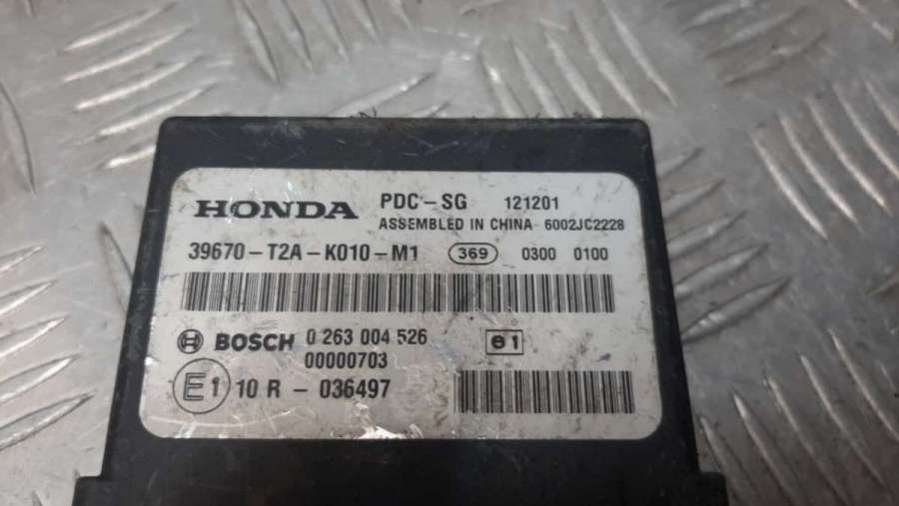 HONDA PDC-SG 121201
ASSEMBLED IN CHINA 6002JC2228
39670-T2A-K010-M1 369 0300 0100
BOSCH 0 263 004 526 e1
00000703
E1 10 R - 036497